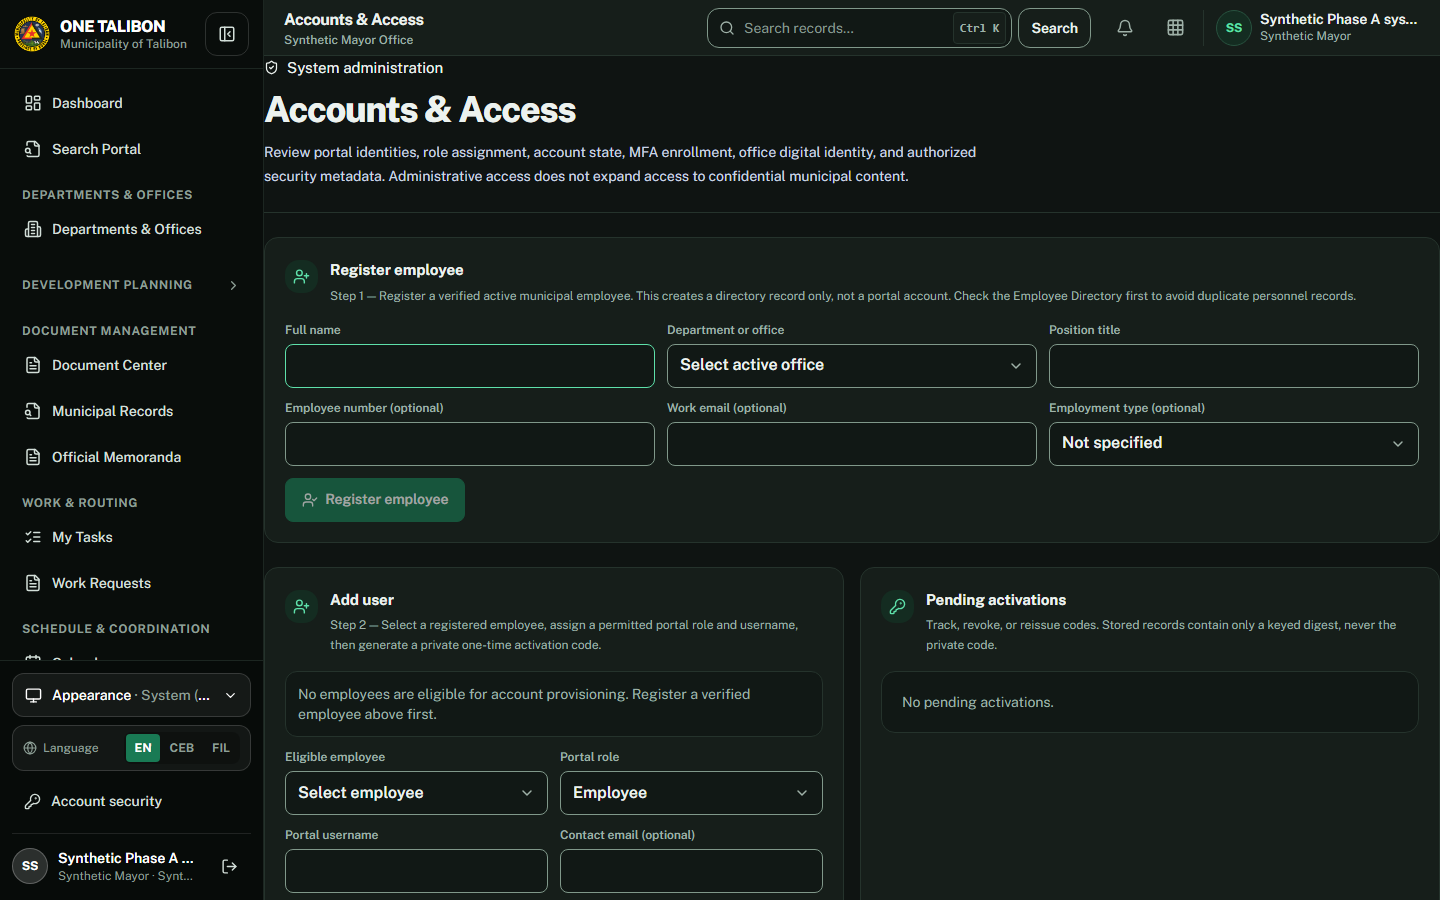 ONE TALIBON
Municipality of Talibon
Accounts & Access
Synthetic Mayor Office
Search records...
Ctrl K
Search
SS
Synthetic Phase A sys...
Synthetic Mayor
Dashboard
Search Portal
DEPARTMENTS & OFFICES
Departments & Offices
DEVELOPMENT PLANNING
DOCUMENT MANAGEMENT
Document Center
Municipal Records
Official Memoranda
WORK & ROUTING
My Tasks
Work Requests
SCHEDULE & COORDINATION
Appearance · System (...
Language
EN
CEB
FIL
Account security
SS
Synthetic Phase A ...
Synthetic Mayor · Synt...
System administration
Accounts & Access
Review portal identities, role assignment, account state, MFA enrollment, office digital identity, and authorized
security metadata. Administrative access does not expand access to confidential municipal content.
Register employee
Step 1 — Register a verified active municipal employee. This creates a directory record only, not a portal account. Check the Employee Directory first to avoid duplicate personnel records.
Full name
Department or office
Position title
Select active office
Employee number (optional)
Work email (optional)
Employment type (optional)
Not specified
Register employee
Add user
Step 2 — Select a registered employee, assign a permitted portal role and username,
then generate a private one-time activation code.
No employees are eligible for account provisioning. Register a verified
employee above first.
Eligible employee
Portal role
Select employee
Employee
Portal username
Contact email (optional)
Pending activations
Track, revoke, or reissue codes. Stored records contain only a keyed digest, never the
private code.
No pending activations.